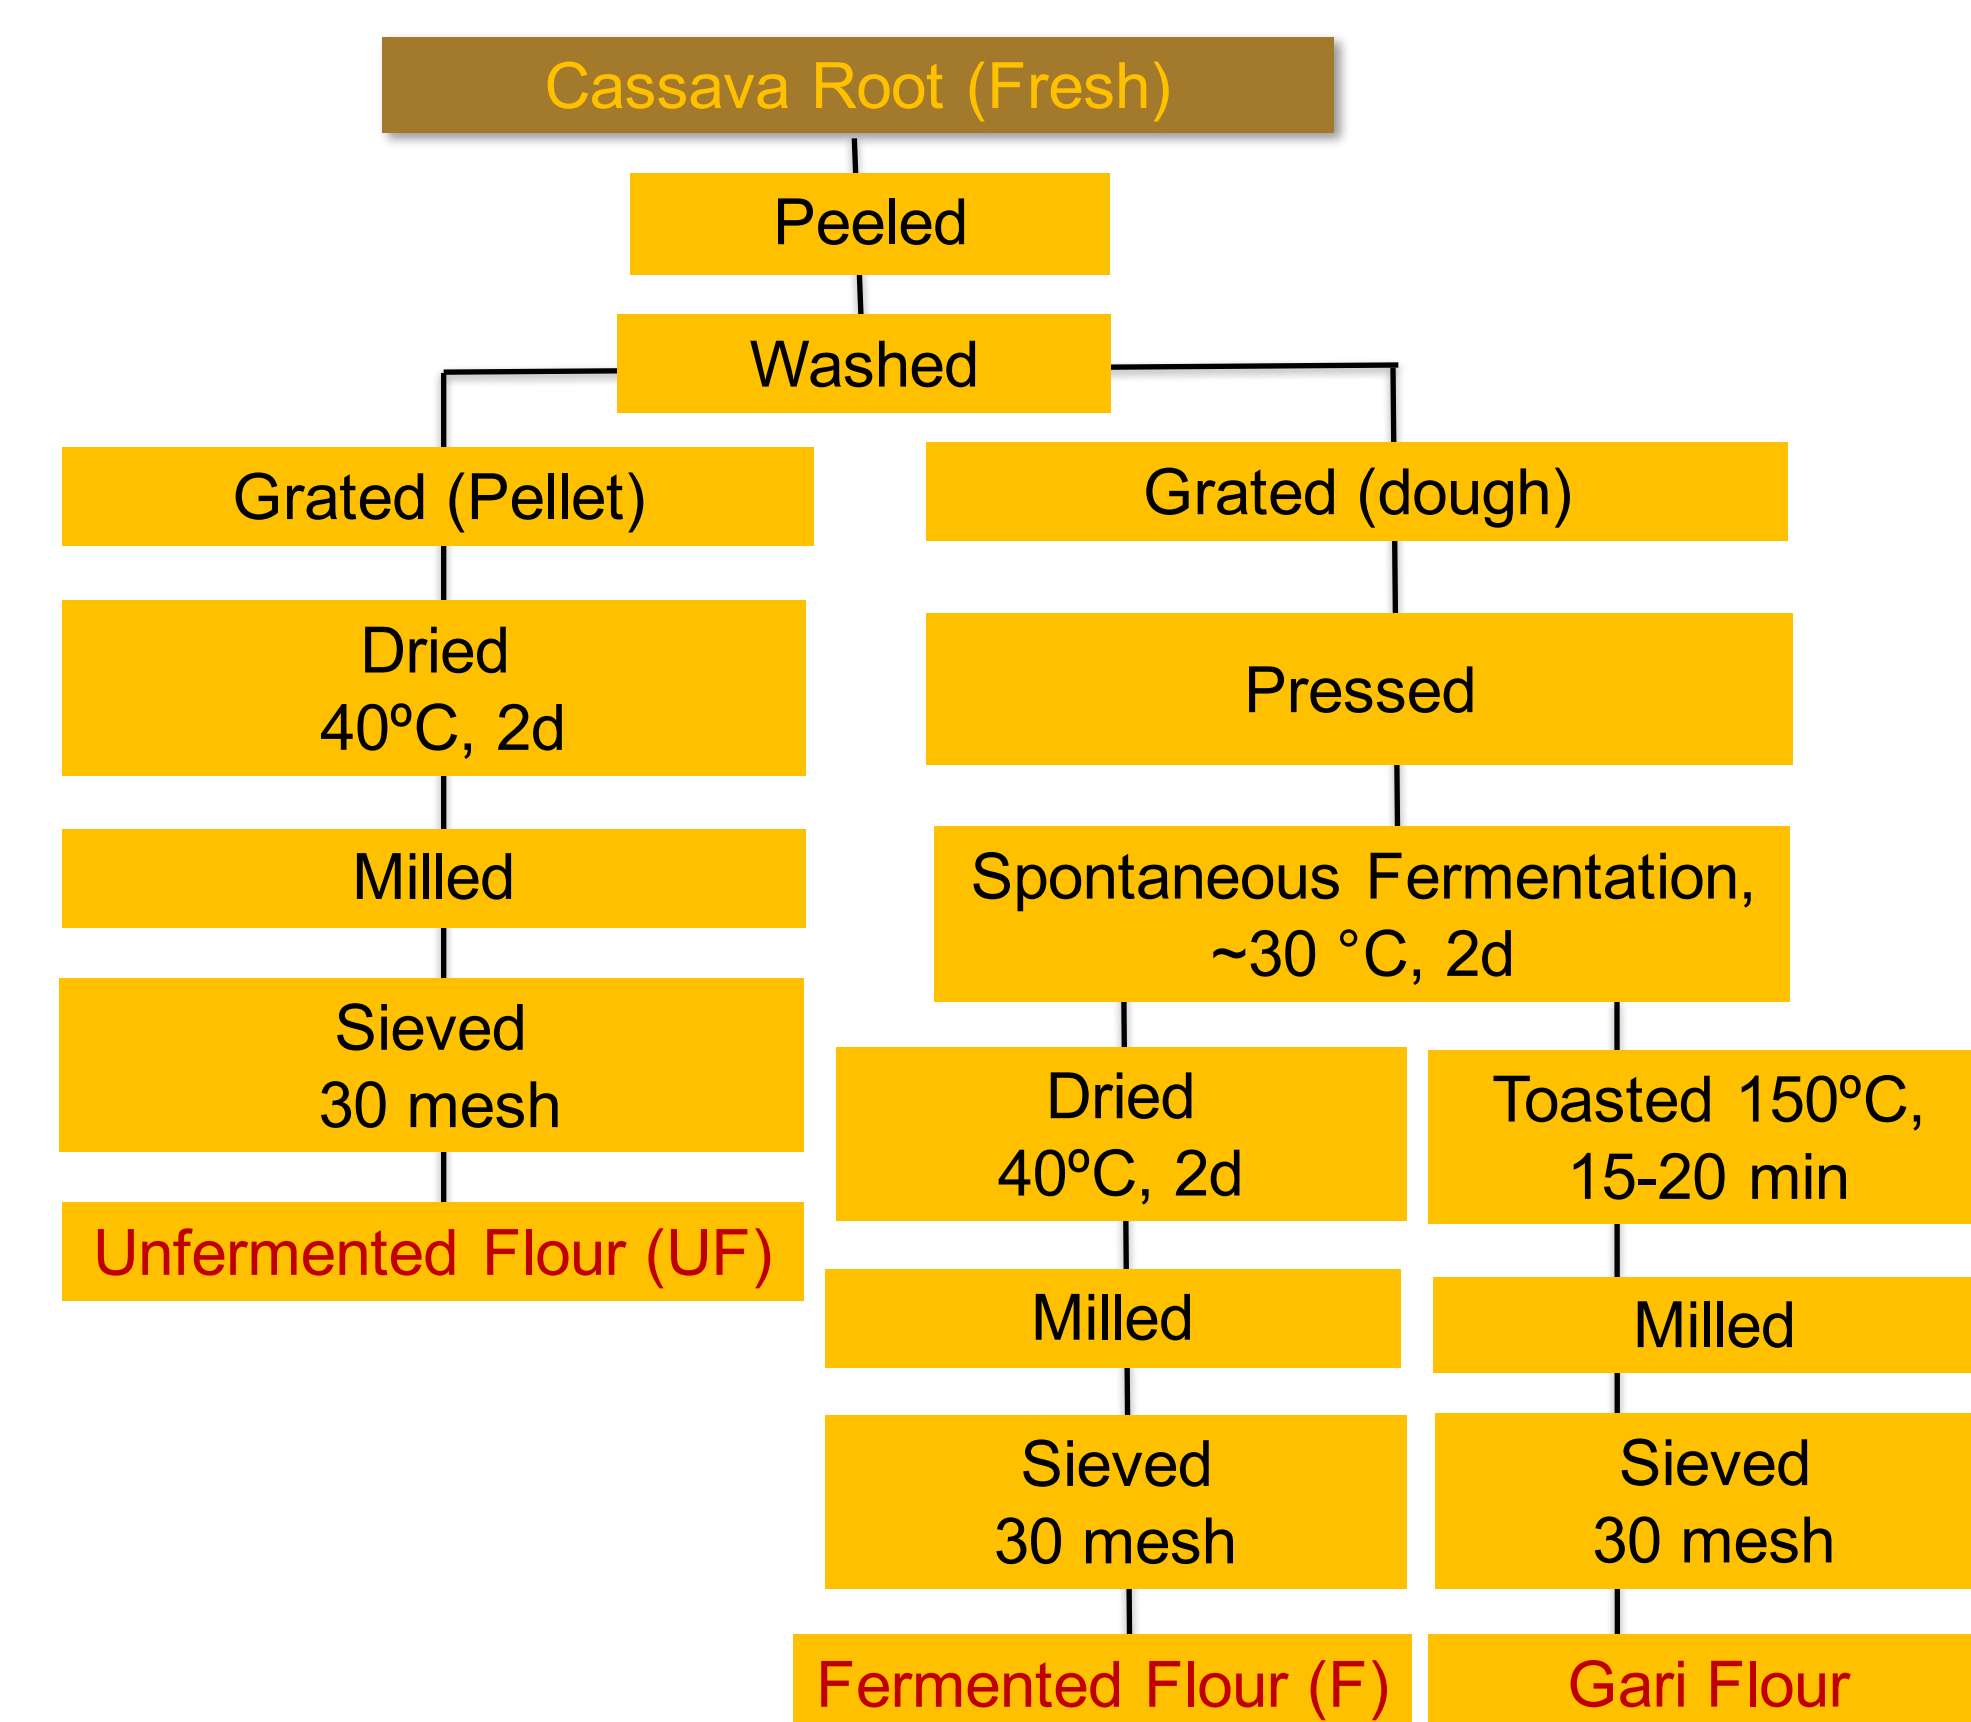 Cassava Root (Fresh)
Peeled
Washed
Grated (Pellet)
Dried
40ºC, 2d
Milled
Sieved
30 mesh
Unfermented Flour (UF)
Grated (dough)
Pressed
Spontaneous Fermentation,
~30 °C, 2d
Dried
40ºC, 2d
Milled
Sieved
30 mesh
Fermented Flour (F)
Toasted 150ºC,
15-20 min
Milled
Sieved
30 mesh
Gari Flour